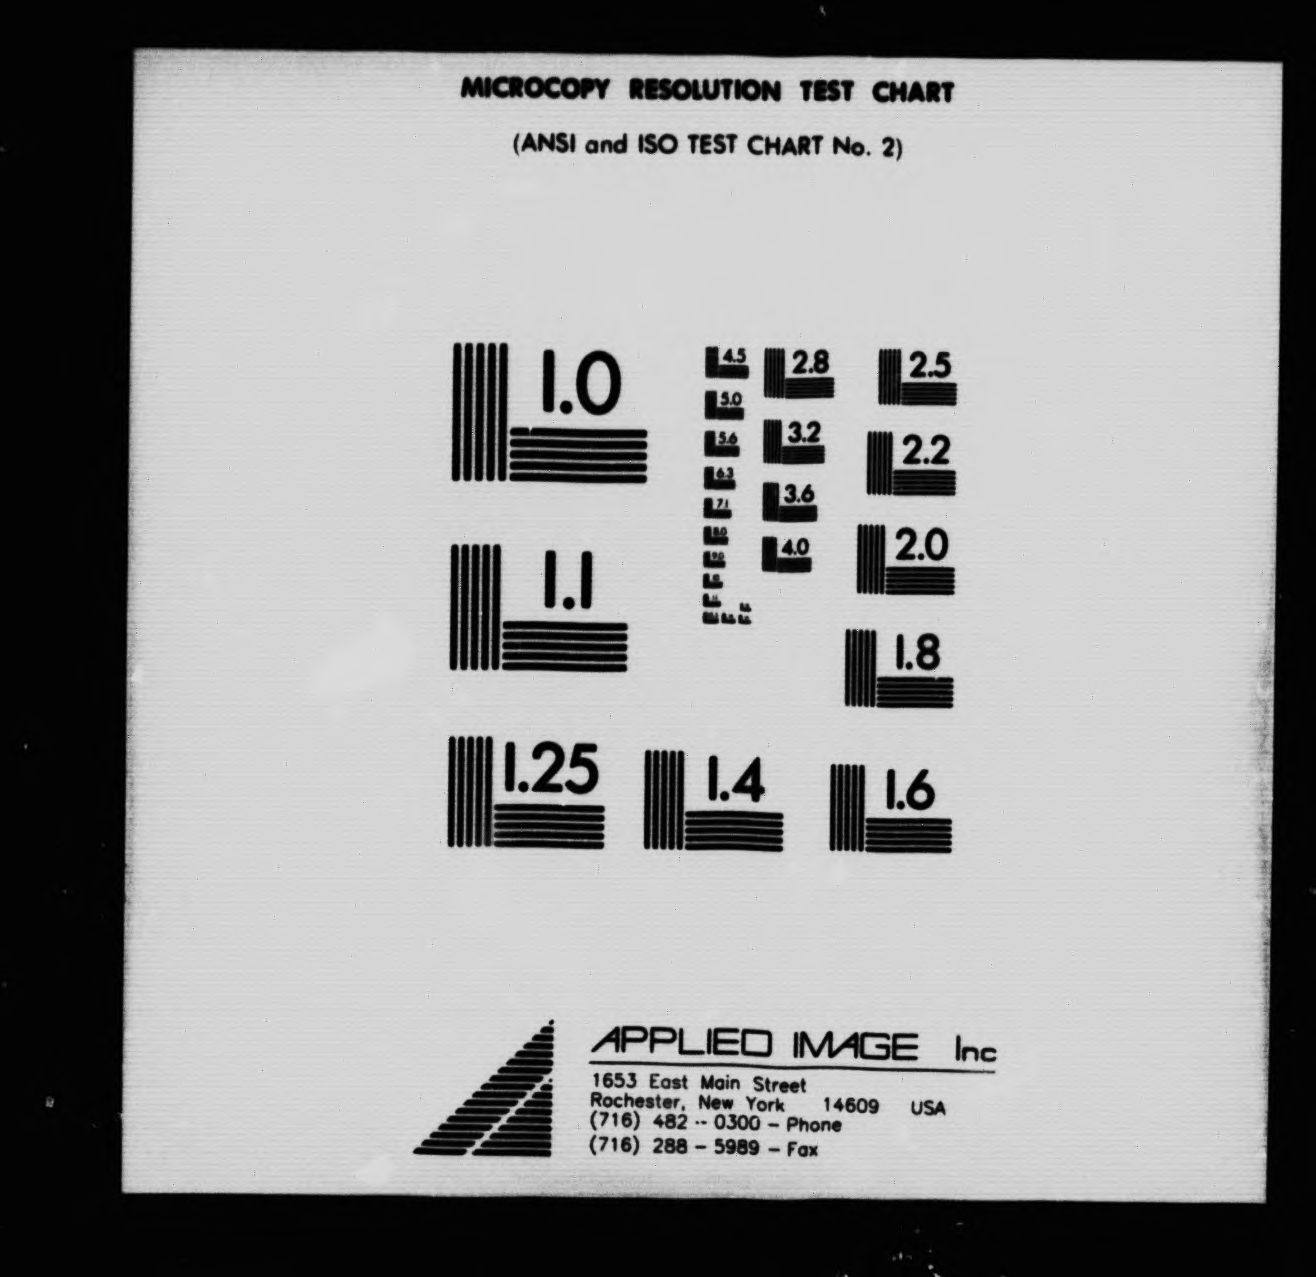 MICROCOPY RESOLUTION TEST CHART
(ANSI and ISO TEST CHART No. 2)
1.0
1.1
1.25
4.5
5.0
5.6
6.3
7.1
8.0
9.0
2.8
3.2
3.6
4.0
2.5
2.2
2.0
1.8
1.4
1.6
APPLIED IMAGE Inc
1653 East Main Street
Rochester, New York 14609 USA
(716) 482 - 0300 - Phone
(716) 288 - 5989 - Fax